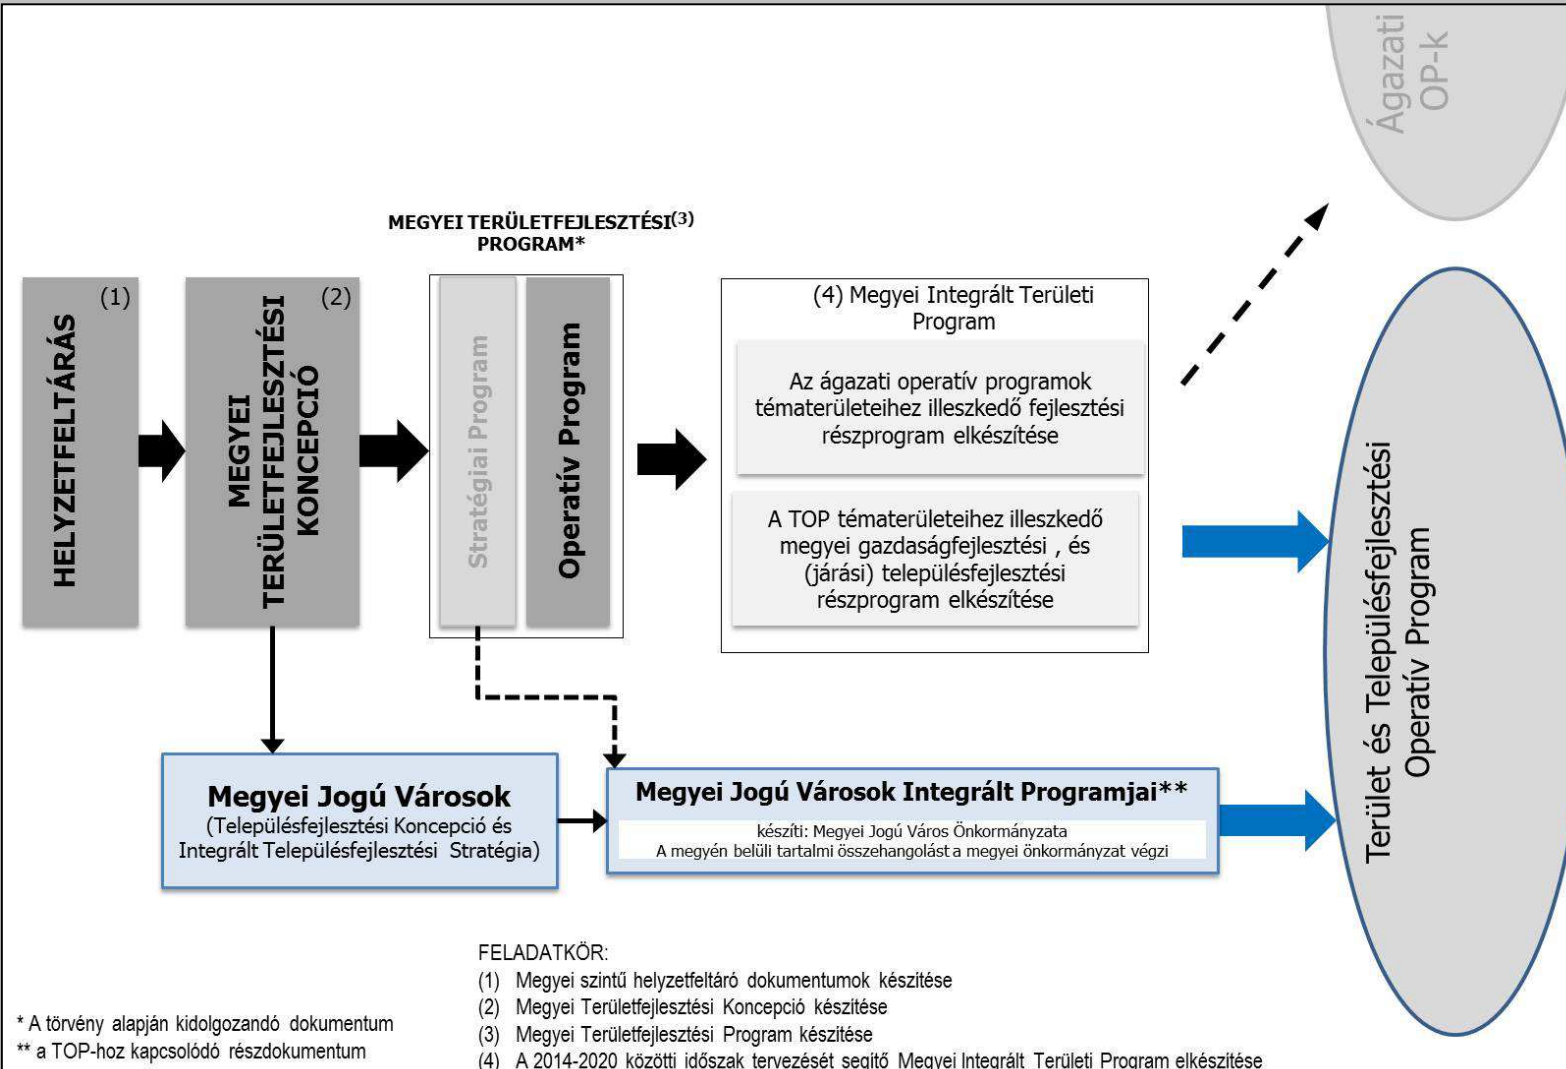 Ágazati
OP-k
MEGYEI TERÜLETFEJLESZTÉSI(3)
PROGRAM*
(1)
HELYZETFELTÁRÁS
(2)
MEGYEI
TERÜLETFEJLESZTÉSI
KONCEPCIÓ
Stratégiai Program
Operatív Program
(4) Megyei Integrált Területi
Program
Az ágazati operatív programok
tématerületeihez illeszkedő fejlesztési
részprogram elkészítése
A TOP tématerületeihez illeszkedő
megyei gazdaságfejlesztési , és
(járási) településfejlesztési
részprogram elkészítése
Terület és Településfejlesztési
Operatív Program
Megyei Jogú Városok
(Településfejlesztési Koncepció és
Integrált Településfejlesztési Stratégia)
Megyei Jogú Városok Integrált Programjai**
készíti: Megyei Jogú Város Önkormányzata
A megyén belüli tartalmi összehangolást a megyei önkormányzat végzi
FELADATKÖR:
(1) Megyei szintű helyzetfeltáró dokumentumok készítése
(2) Megyei Területfejlesztési Koncepció készítése
(3) Megyei Területfejlesztési Program készítése
(4) A 2014-2020 közötti időszak tervezését segítő Megyei Integrált Területi Program elkészítése
* A törvény alapján kidolgozandó dokumentum
** a TOP-hoz kapcsolódó részdokumentum